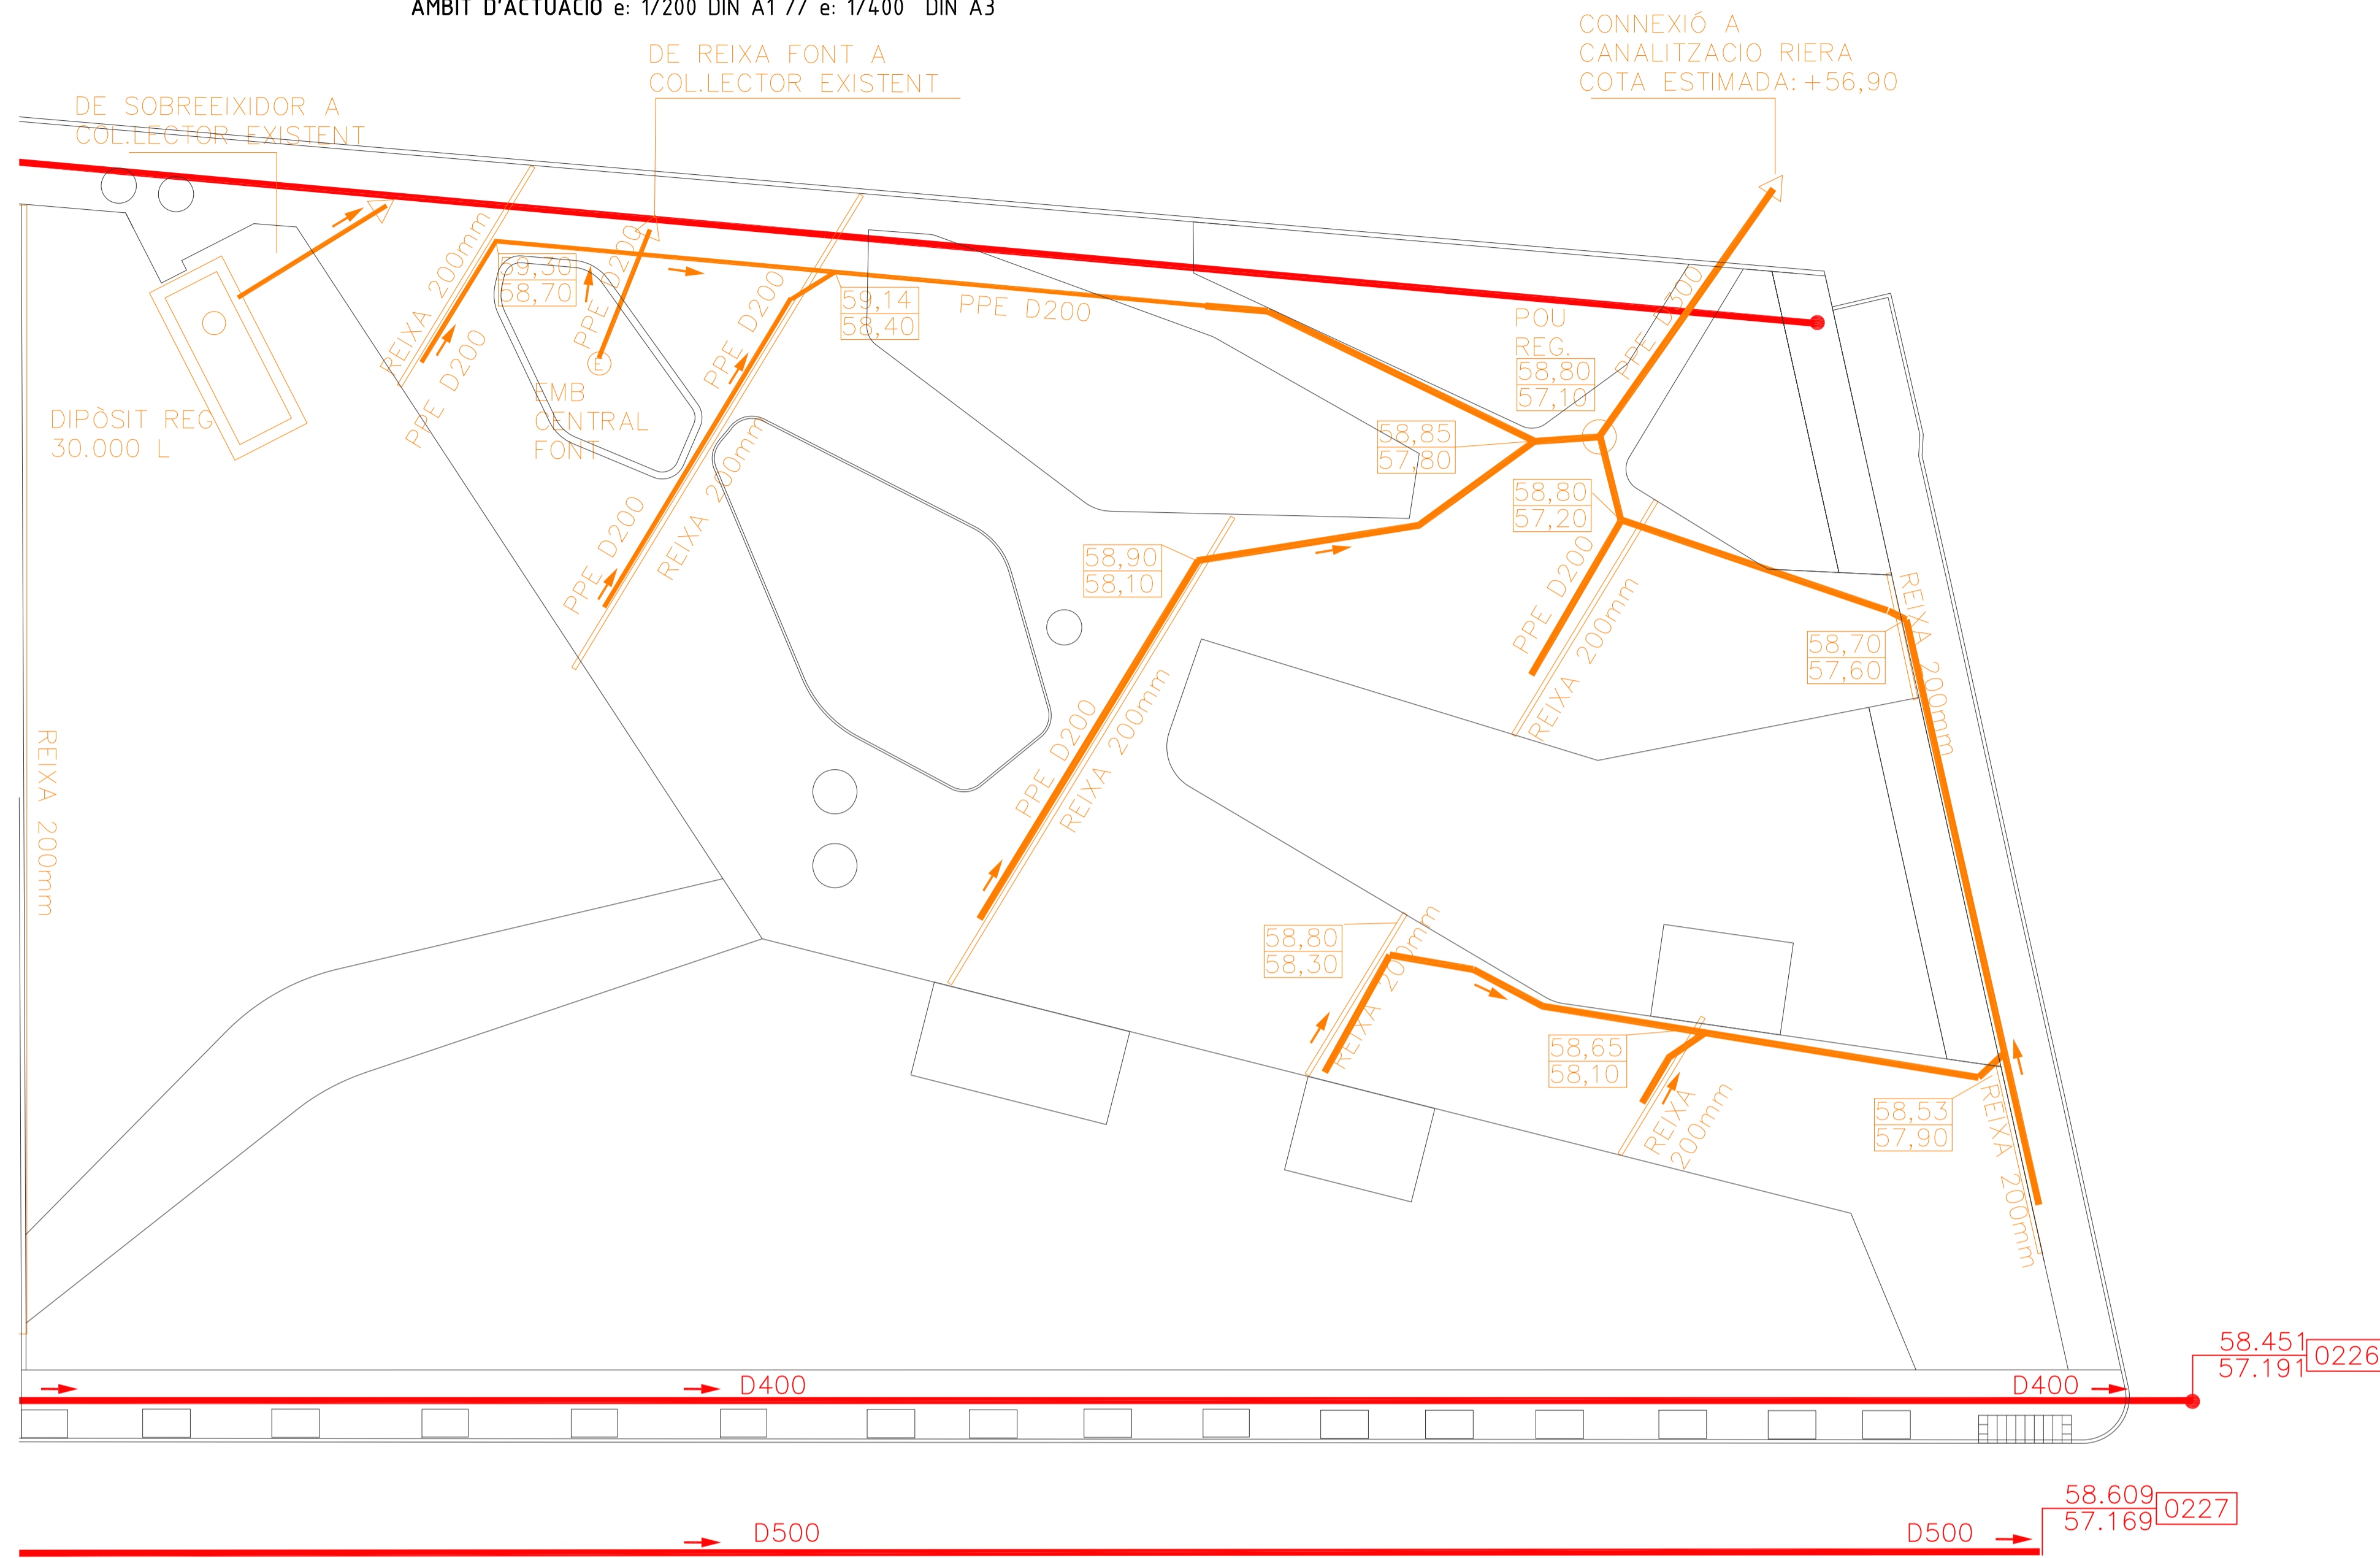 AMBIT D'ACTUACIO e: 1/200 DIN A1 // e: 1/400 DIN A3
CONNEXIÓ A
CANALITZACIO RIERA
COTA ESTIMADA: +56,90
DE REIXA FONT A
COL.LECTOR EXISTENT
DE SOBREEIXIDOR A
COL.LECTOR EXISTENT
REIXA 200mm
PPE D200
59,30
58,70
PPE D200
PPE D200
59,14
58,40
PPE D200
POU
REG.
58,80
57,10
PPE D300
DIPÒSIT REG
30.000 L
E
EMB
CENTRAL
FONT
58,85
57,80
REIXA 200mm
PPE D200
58,80
57,20
58,90
58,10
PPE D200
REIXA 200mm
REIXA 200mm
58,70
57,60
REIXA 200mm
PPE D200
REIXA 200mm
58,80
58,30
REIXA 200mm
58,65
58,10
REIXA
200mm
58,53
57,90
REIXA 200mm
58.451
57.191
0226
D400
D400
58.609
57.169
0227
D500
D500